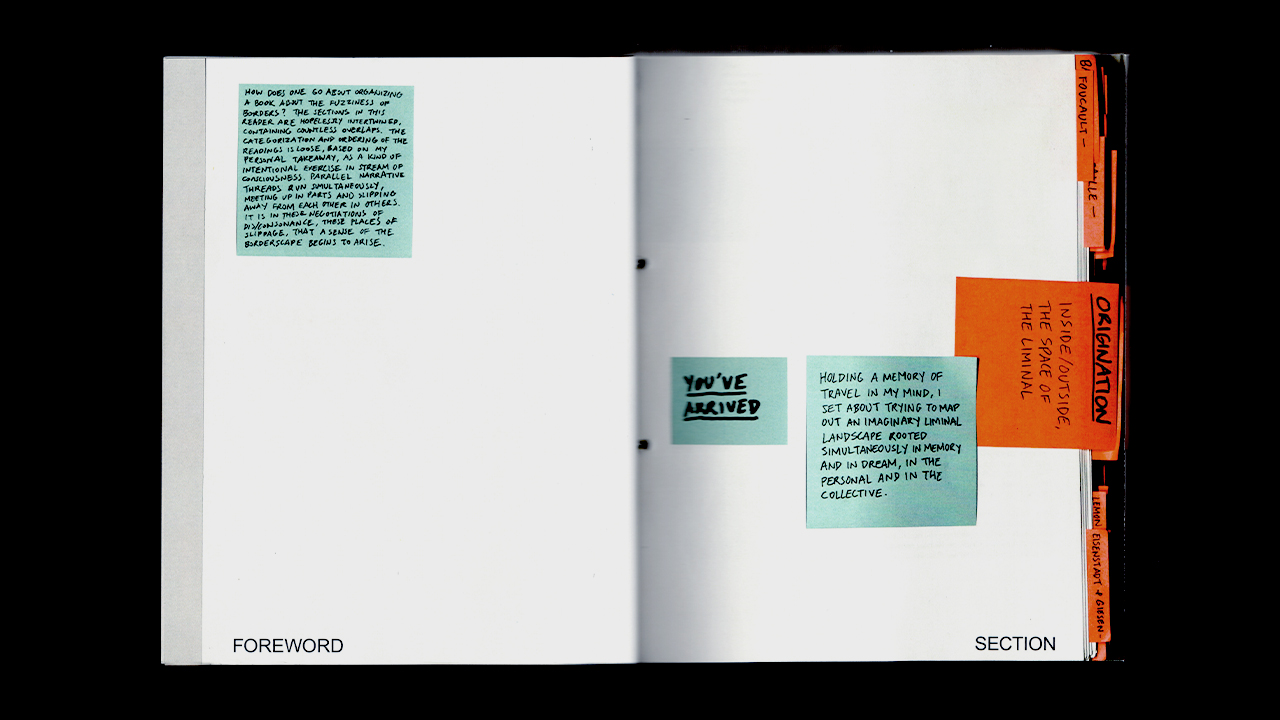 HOW DOES ONE GO ABOUT ORGANIZING
A BOOK ABOUT THE FUZZINESS OF
BORDERS? THE SECTIONS IN THIS
READER ARE HOPELESSLY INTERTWINED,
CONTAINING COUNTLESS OVERLAPS. THE
CATEGORIZATION AND ORDERING OF THE
READINGS IS LOOSE, BASED ON MY
PERSONAL TAKEAWAY, AS A KIND OF
INTENTIONAL EXERCISE IN STREAM OF
CONSCIOUSNESS. PARALLEL NARRATIVE
THREADS RUN SIMULTANEOUSLY,
MEETING UP IN PARTS AND SLIPPING
AWAY FROM EACH OTHER IN OTHERS.
IT IS IN THESE NEGOTIATIONS OF
DIS/CONSONANCE, THESE PLACES OF
SLIPPAGE, THAT A SENSE OF THE
BORDERSCAPE BEGINS TO ARISE.
FOREWORD
YOU'VE
ARRIVED
HOLDING A MEMORY OF
TRAVEL IN MY MIND, I
SET ABOUT TRYING TO MAP
OUT AN IMAGINARY LIMINAL
LANDSCAPE ROOTED
SIMULTANEOUSLY IN MEMORY
AND IN DREAM, IN THE
PERSONAL AND IN THE
COLLECTIVE.
ORIGINATION
INSIDE/OUTSIDE,
THE SPACE OF
THE LIMINAL
FOUCAULT -
LEMON
EISENSTADT & GIESEN -
SECTION